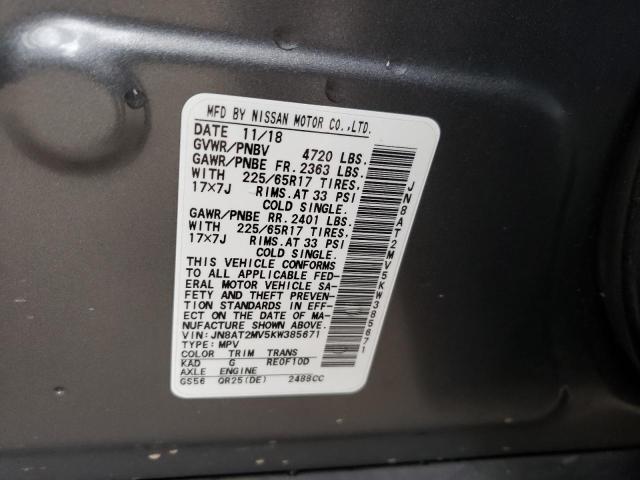 MFD BY NISSAN MOTOR CO.,LTD.
DATE 11/18
GVWR/PNBV 4720 LBS.
GAWR/PNBE FR. 2363 LBS.
WITH 225/65R17 TIRES,
17×7J RIMS.AT 33 PSI
COLD SINGLE.
GAWR/PNBE RR. 2401 LBS.
WITH 225/65R17 TIRES,
17×7J RIMS.AT 33 PSI
COLD SINGLE.
THIS VEHICLE CONFORMS
TO ALL APPLICABLE FED-
ERAL MOTOR VEHICLE SA-
FETY AND THEFT PREVEN-
TION STANDARDS IN EFF-
ECT ON THE DATE OF MA-
NUFACTURE SHOWN ABOVE.
VIN: JN8AT2MV5KW385671
TYPE: MPV
COLOR TRIM TRANS
KAD G RE0F10D
AXLE ENGINE
GS56 QR25(DE) 2488CC
JN8AT2MV5KW385671